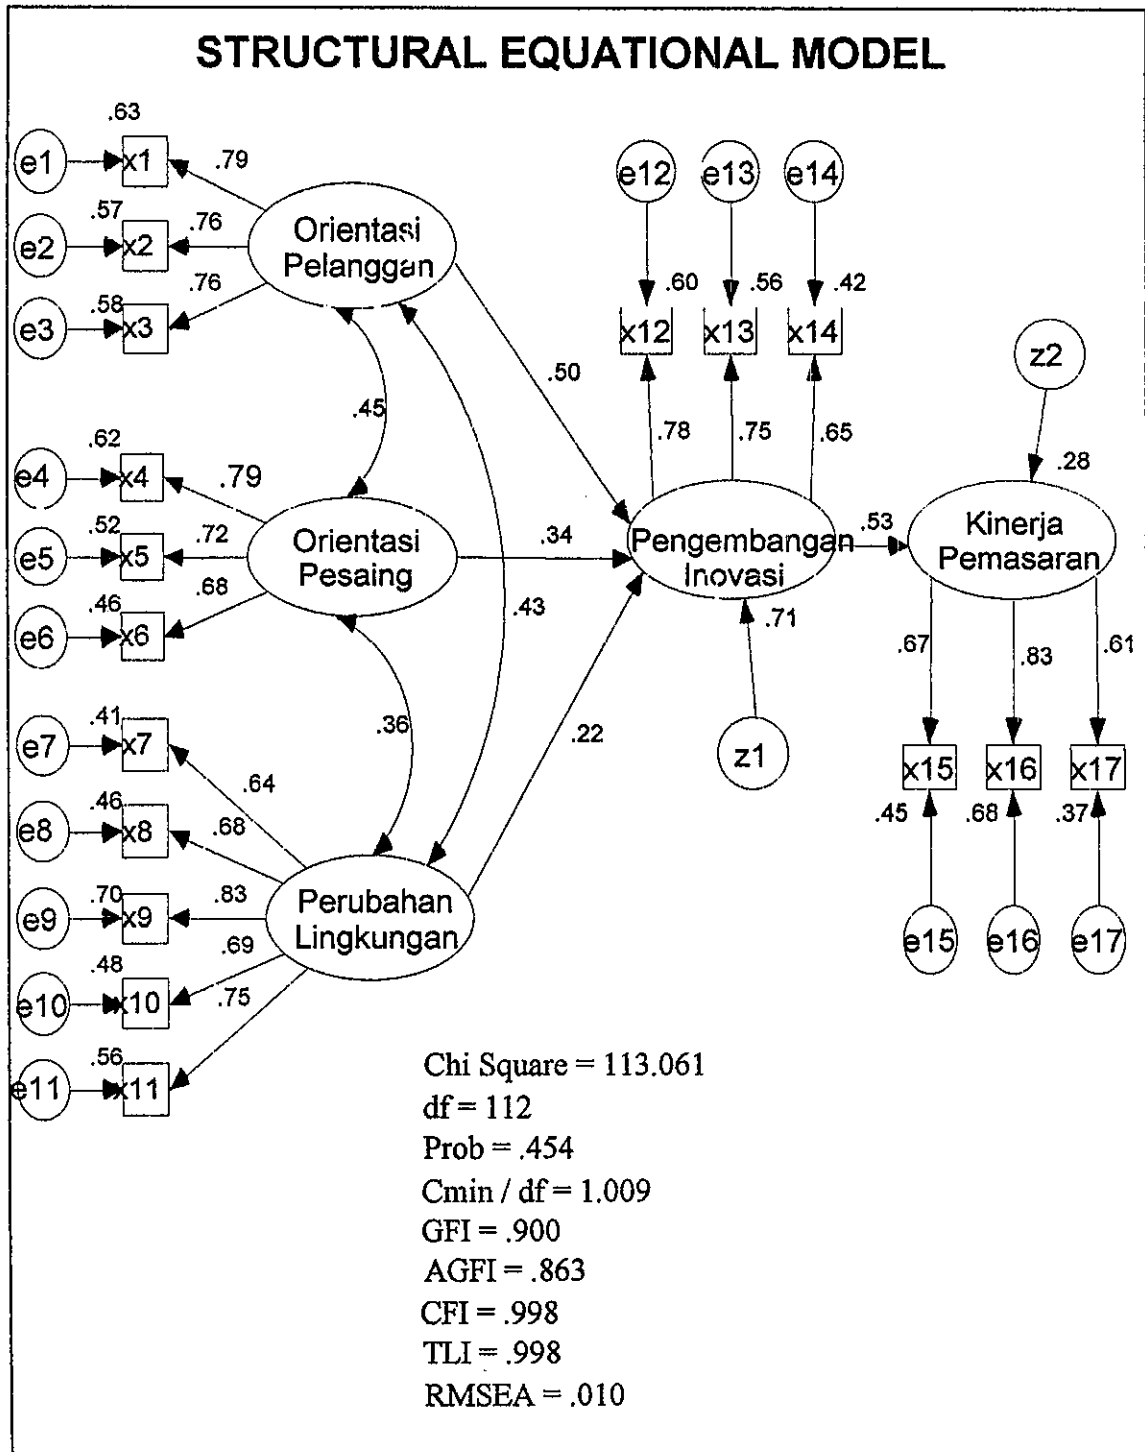 STRUCTURAL EQUATIONAL MODEL
.63
e1 x1 .79
.57
e2 x2 .76
.58
e3 x3 .76
Orientasi
Pelanggan
.45
.50
.62
e4 x4 .79
.52
e5 x5 .72
.46
e6 x6 .68
Orientasi
Pesaing
.34
.43
.36
.22
.41
e7 x7 .64
.46
e8 x8 .68
.70
e9 x9 .83
.48
e10 x10 .69
.56
e11 x11 .75
Perubahan
Lingkungan
e12 e13 e14
.60 .56 .42
x12 x13 x14
.78 .75 .65
Pengembangan
Inovasi
.71
z1
.53
z2
.28
Kinerja
Pemasaran
.67 .83 .61
x15 x16 x17
.45 .68 .37
e15 e16 e17
Chi Square = 113.061
df = 112
Prob = .454
Cmin / df = 1.009
GFI = .900
AGFI = .863
CFI = .998
TLI = .998
RMSEA = .010